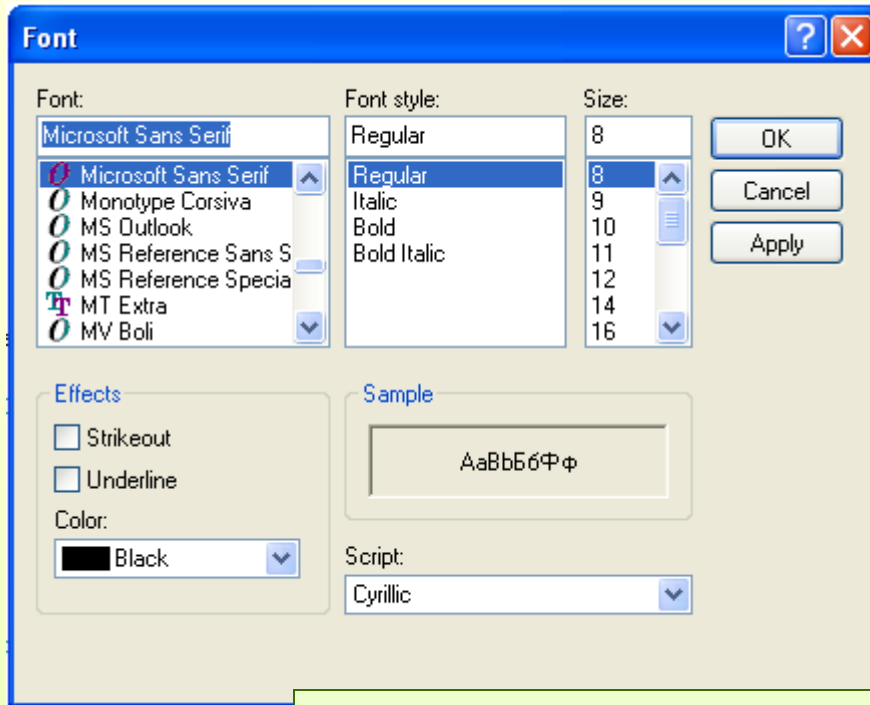 Font
Font:
Font style:
Size:
Microsoft Sans Serif
Regular
8
OK
Microsoft Sans Serif
Monotype Corsiva
MS Outlook
MS Reference Sans S
MS Reference Specia
MT Extra
MV Boli
Regular
Italic
Bold
Bold Italic
8
9
10
11
12
14
16
Cancel
Apply
Effects
Strikeout
Underline
Color:
Black
Sample
АаВbБбФф
Script:
Cyrillic